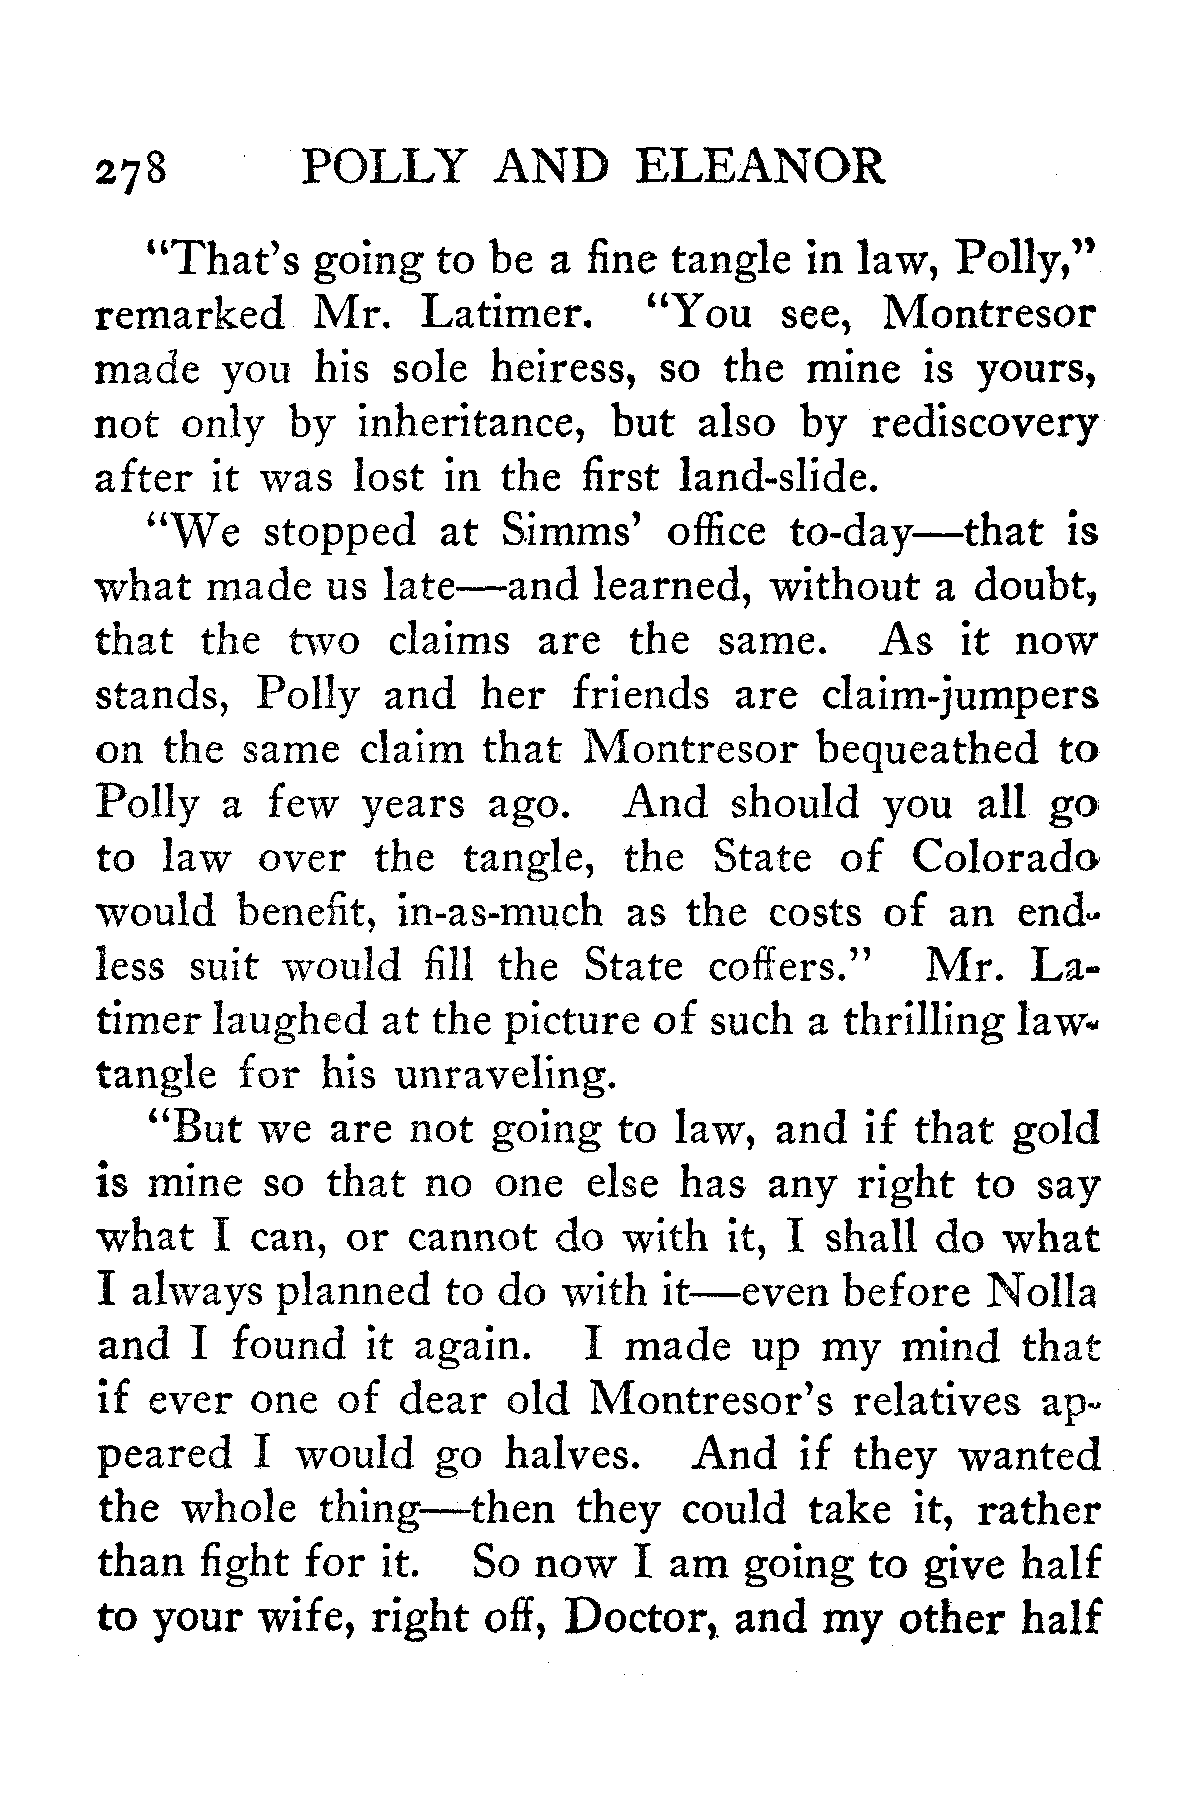 278 POLLY AND ELEANOR
“That’s going to be a fine tangle in law, Polly,”
remarked Mr. Latimer. “You see, Montresor
made you his sole heiress, so the mine is yours,
not only by inheritance, but also by rediscovery
after it was lost in the first land-slide.
“We stopped at Simms’ office to-day—that is
what made us late—and learned, without a doubt,
that the two claims are the same. As it now
stands, Polly and her friends are claim-jumpers
on the same claim that Montresor bequeathed to
Polly a few years ago. And should you all go
to law over the tangle, the State of Colorado
would benefit, in-as-much as the costs of an end-
less suit would fill the State coffers.” Mr. La-
timer laughed at the picture of such a thrilling law-
tangle for his unraveling.
“But we are not going to law, and if that gold
is mine so that no one else has any right to say
what I can, or cannot do with it, I shall do what
I always planned to do with it—even before Nolla
and I found it again. I made up my mind that
if ever one of dear old Montresor’s relatives ap-
peared I would go halves. And if they wanted
the whole thing—then they could take it, rather
than fight for it. So now I am going to give half
to your wife, right off, Doctor, and my other half